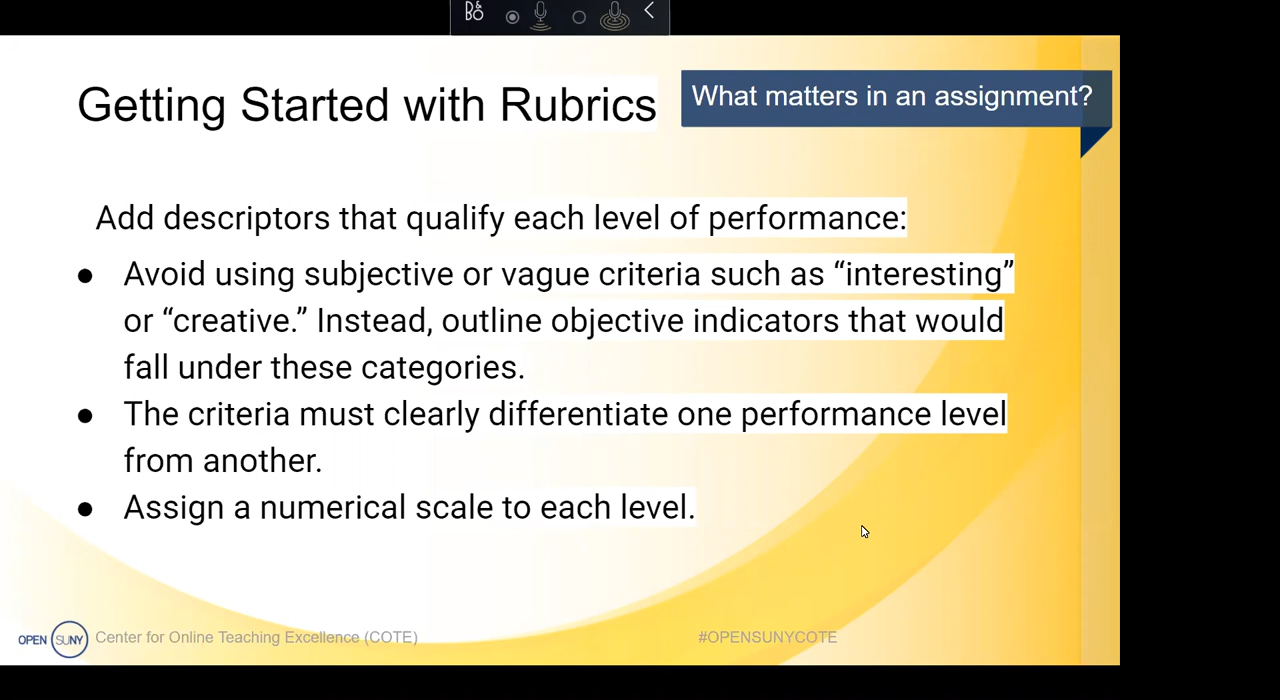 B&O
Getting Started with Rubrics
What matters in an assignment?
Add descriptors that qualify each level of performance:
● Avoid using subjective or vague criteria such as “interesting”
or “creative.” Instead, outline objective indicators that would
fall under these categories.
● The criteria must clearly differentiate one performance level
from another.
● Assign a numerical scale to each level.
OPEN SUNY Center for Online Teaching Excellence (COTE)
#OPENSUNYCOTE